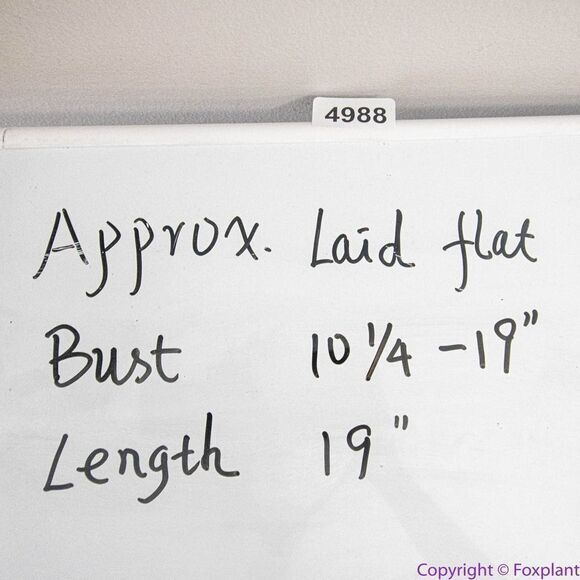 4988
Approx. Laid flat
Bust 10 1/4 - 19"
Length 19"
Copyright © Foxplant